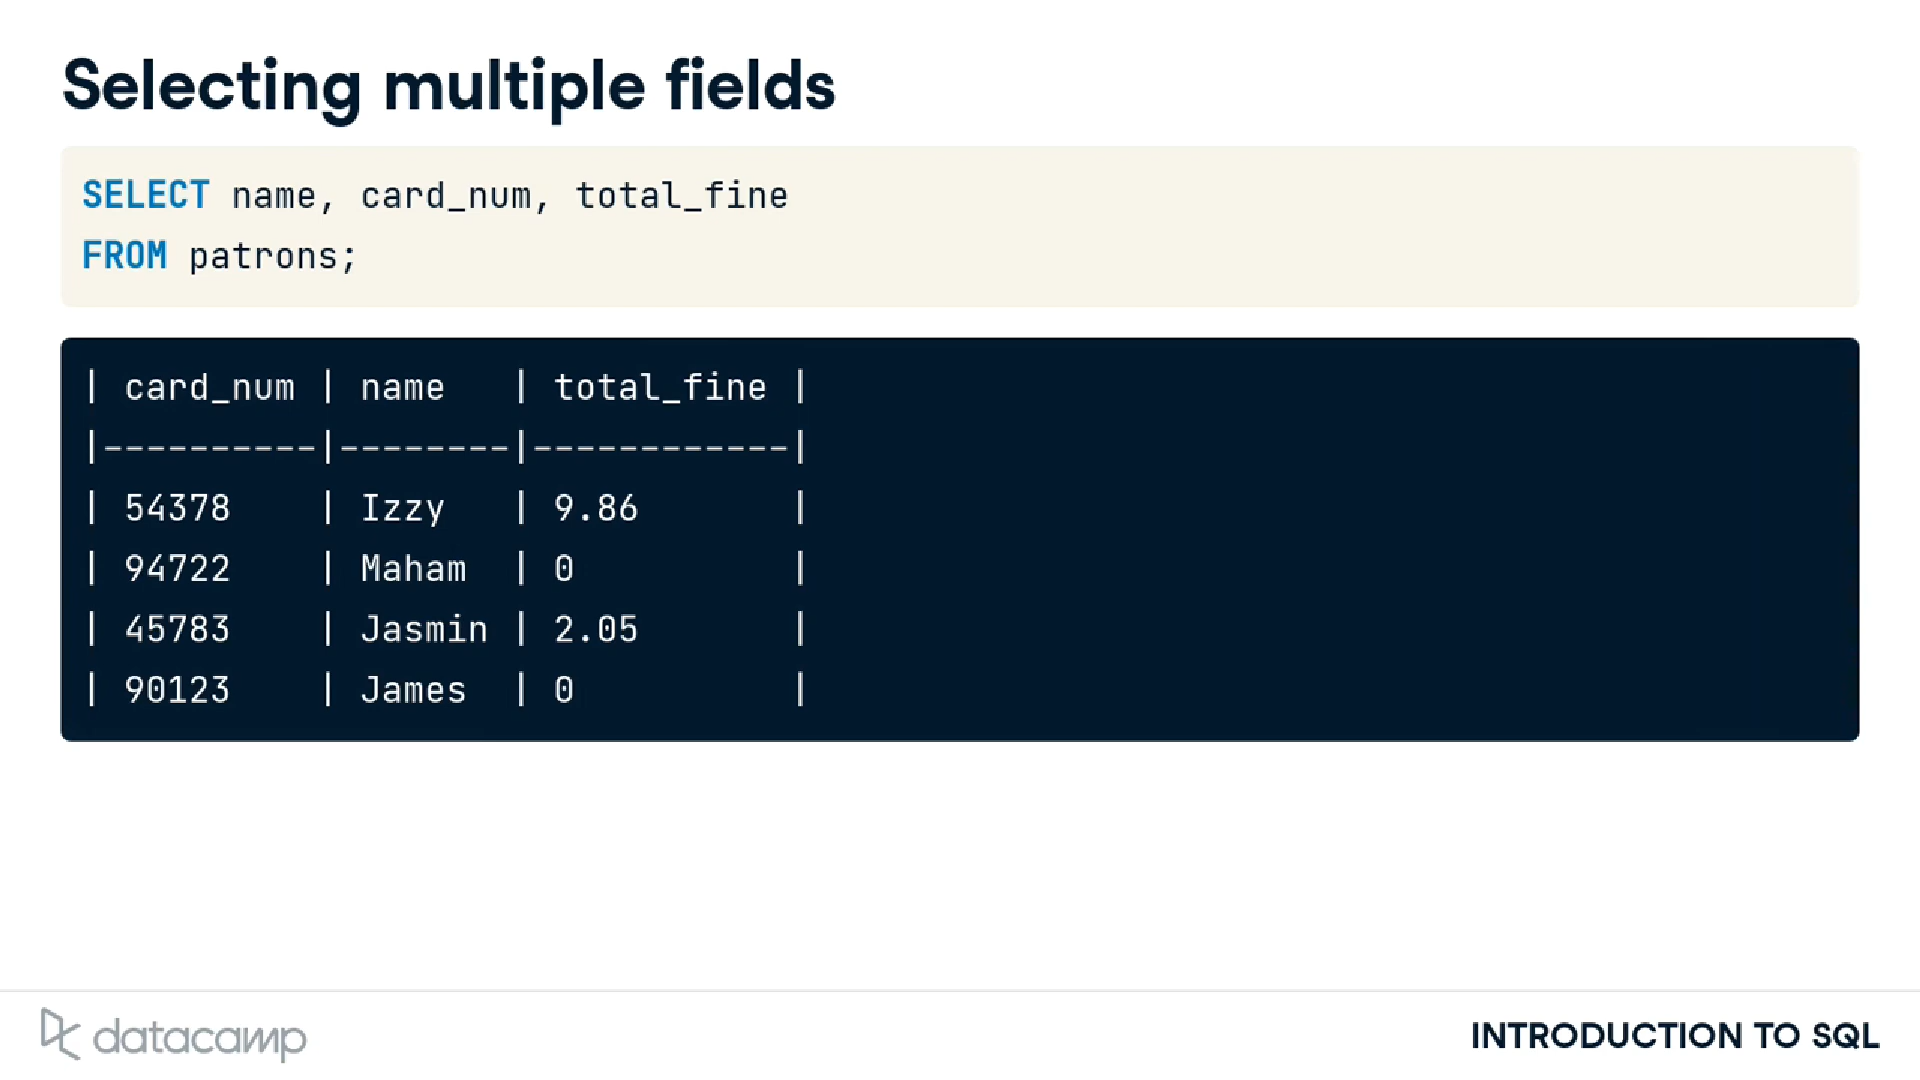 Selecting multiple fields
SELECT name, card_num, total_fine
FROM patrons;
| card_num | name   | total_fine |
|----------|--------|------------|
| 54378    | Izzy   | 9.86       |
| 94722    | Maham  | 0          |
| 45783    | Jasmin | 2.05       |
| 90123    | James  | 0          |
datacamp
INTRODUCTION TO SQL